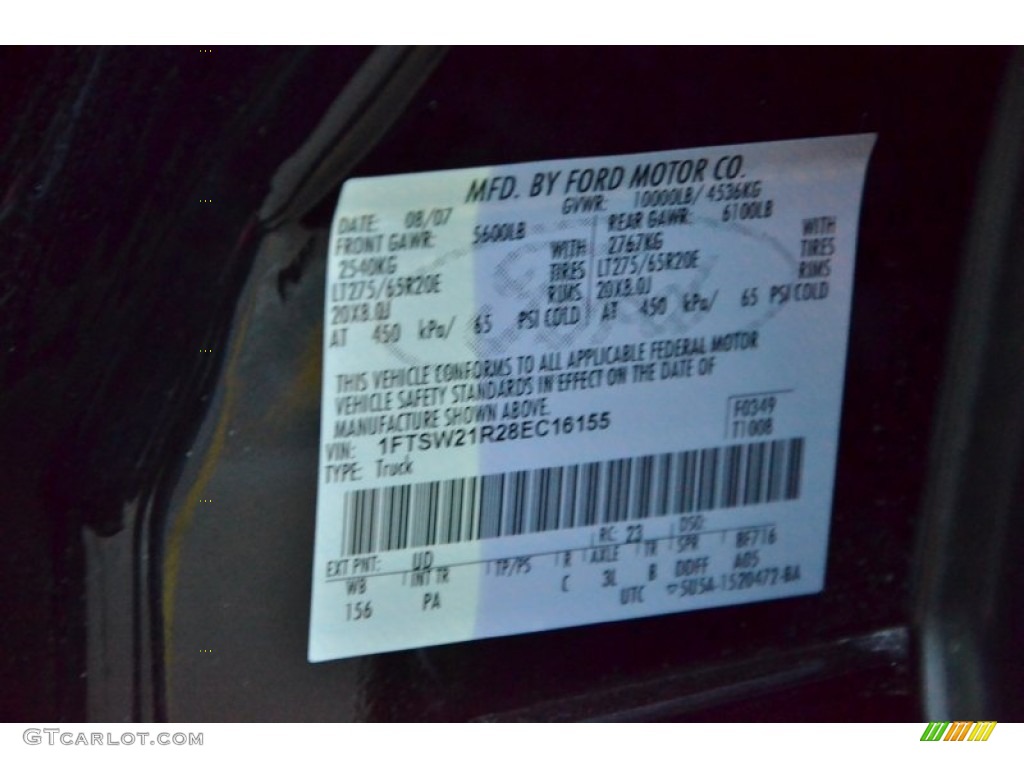 MFD. BY FORD MOTOR CO.
DATE: 08/07 GVWR: 10000LB/ 4536KG
FRONT GAWR: 5600LB REAR GAWR: 6100LB
2540KG WITH 2767KG WITH
LT275/65R20E TIRES LT275/65R20E TIRES
20X8.0J RIMS 20X8.0J RIMS
AT 450 kPa/ 65 PSI COLD AT 450 kPa/ 65 PSI COLD
THIS VEHICLE CONFORMS TO ALL APPLICABLE FEDERAL MOTOR
VEHICLE SAFETY STANDARDS IN EFFECT ON THE DATE OF
MANUFACTURE SHOWN ABOVE.
VIN: 1FTSW21R28EC16155 F0349
TYPE: Truck T1008
EXT PNT: UD RC: 23 DSO:
WB INT TR TP/PS R AXLE TR SPR BF716
156 PA C 3L B DDFF A05
UTC ▽5U5A-1520472-BA
GTCARLOT.COM